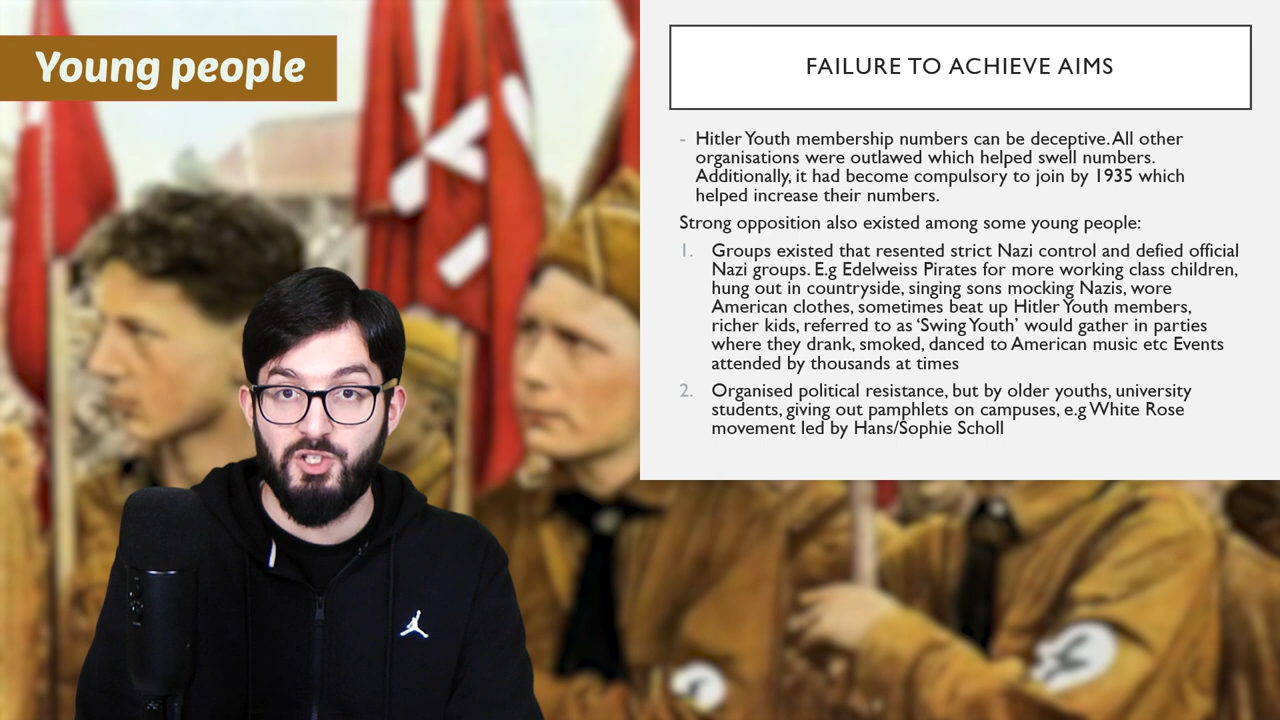 Young people
FAILURE TO ACHIEVE AIMS
- Hitler Youth membership numbers can be deceptive. All other
organisations were outlawed which helped swell numbers.
Additionally, it had become compulsory to join by 1935 which
helped increase their numbers.
Strong opposition also existed among some young people:
1. Groups existed that resented strict Nazi control and defied official
Nazi groups. E.g Edelweiss Pirates for more working class children,
hung out in countryside, singing sons mocking Nazis, wore
American clothes, sometimes beat up Hitler Youth members,
richer kids, referred to as ‘Swing Youth’ would gather in parties
where they drank, smoked, danced to American music etc Events
attended by thousands at times
2. Organised political resistance, but by older youths, university
students, giving out pamphlets on campuses, e.g White Rose
movement led by Hans/Sophie Scholl